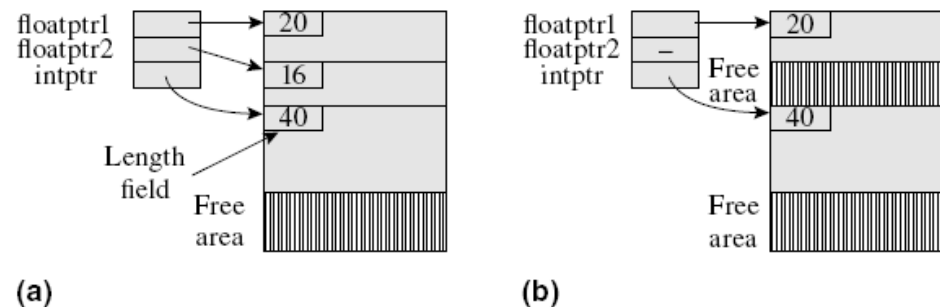 floatptr1
floatptr2
intptr
20
16
40
Length
field
Free
area
(a)
floatptr1
floatptr2
intptr
–
20
Free
area
40
Free
area
(b)